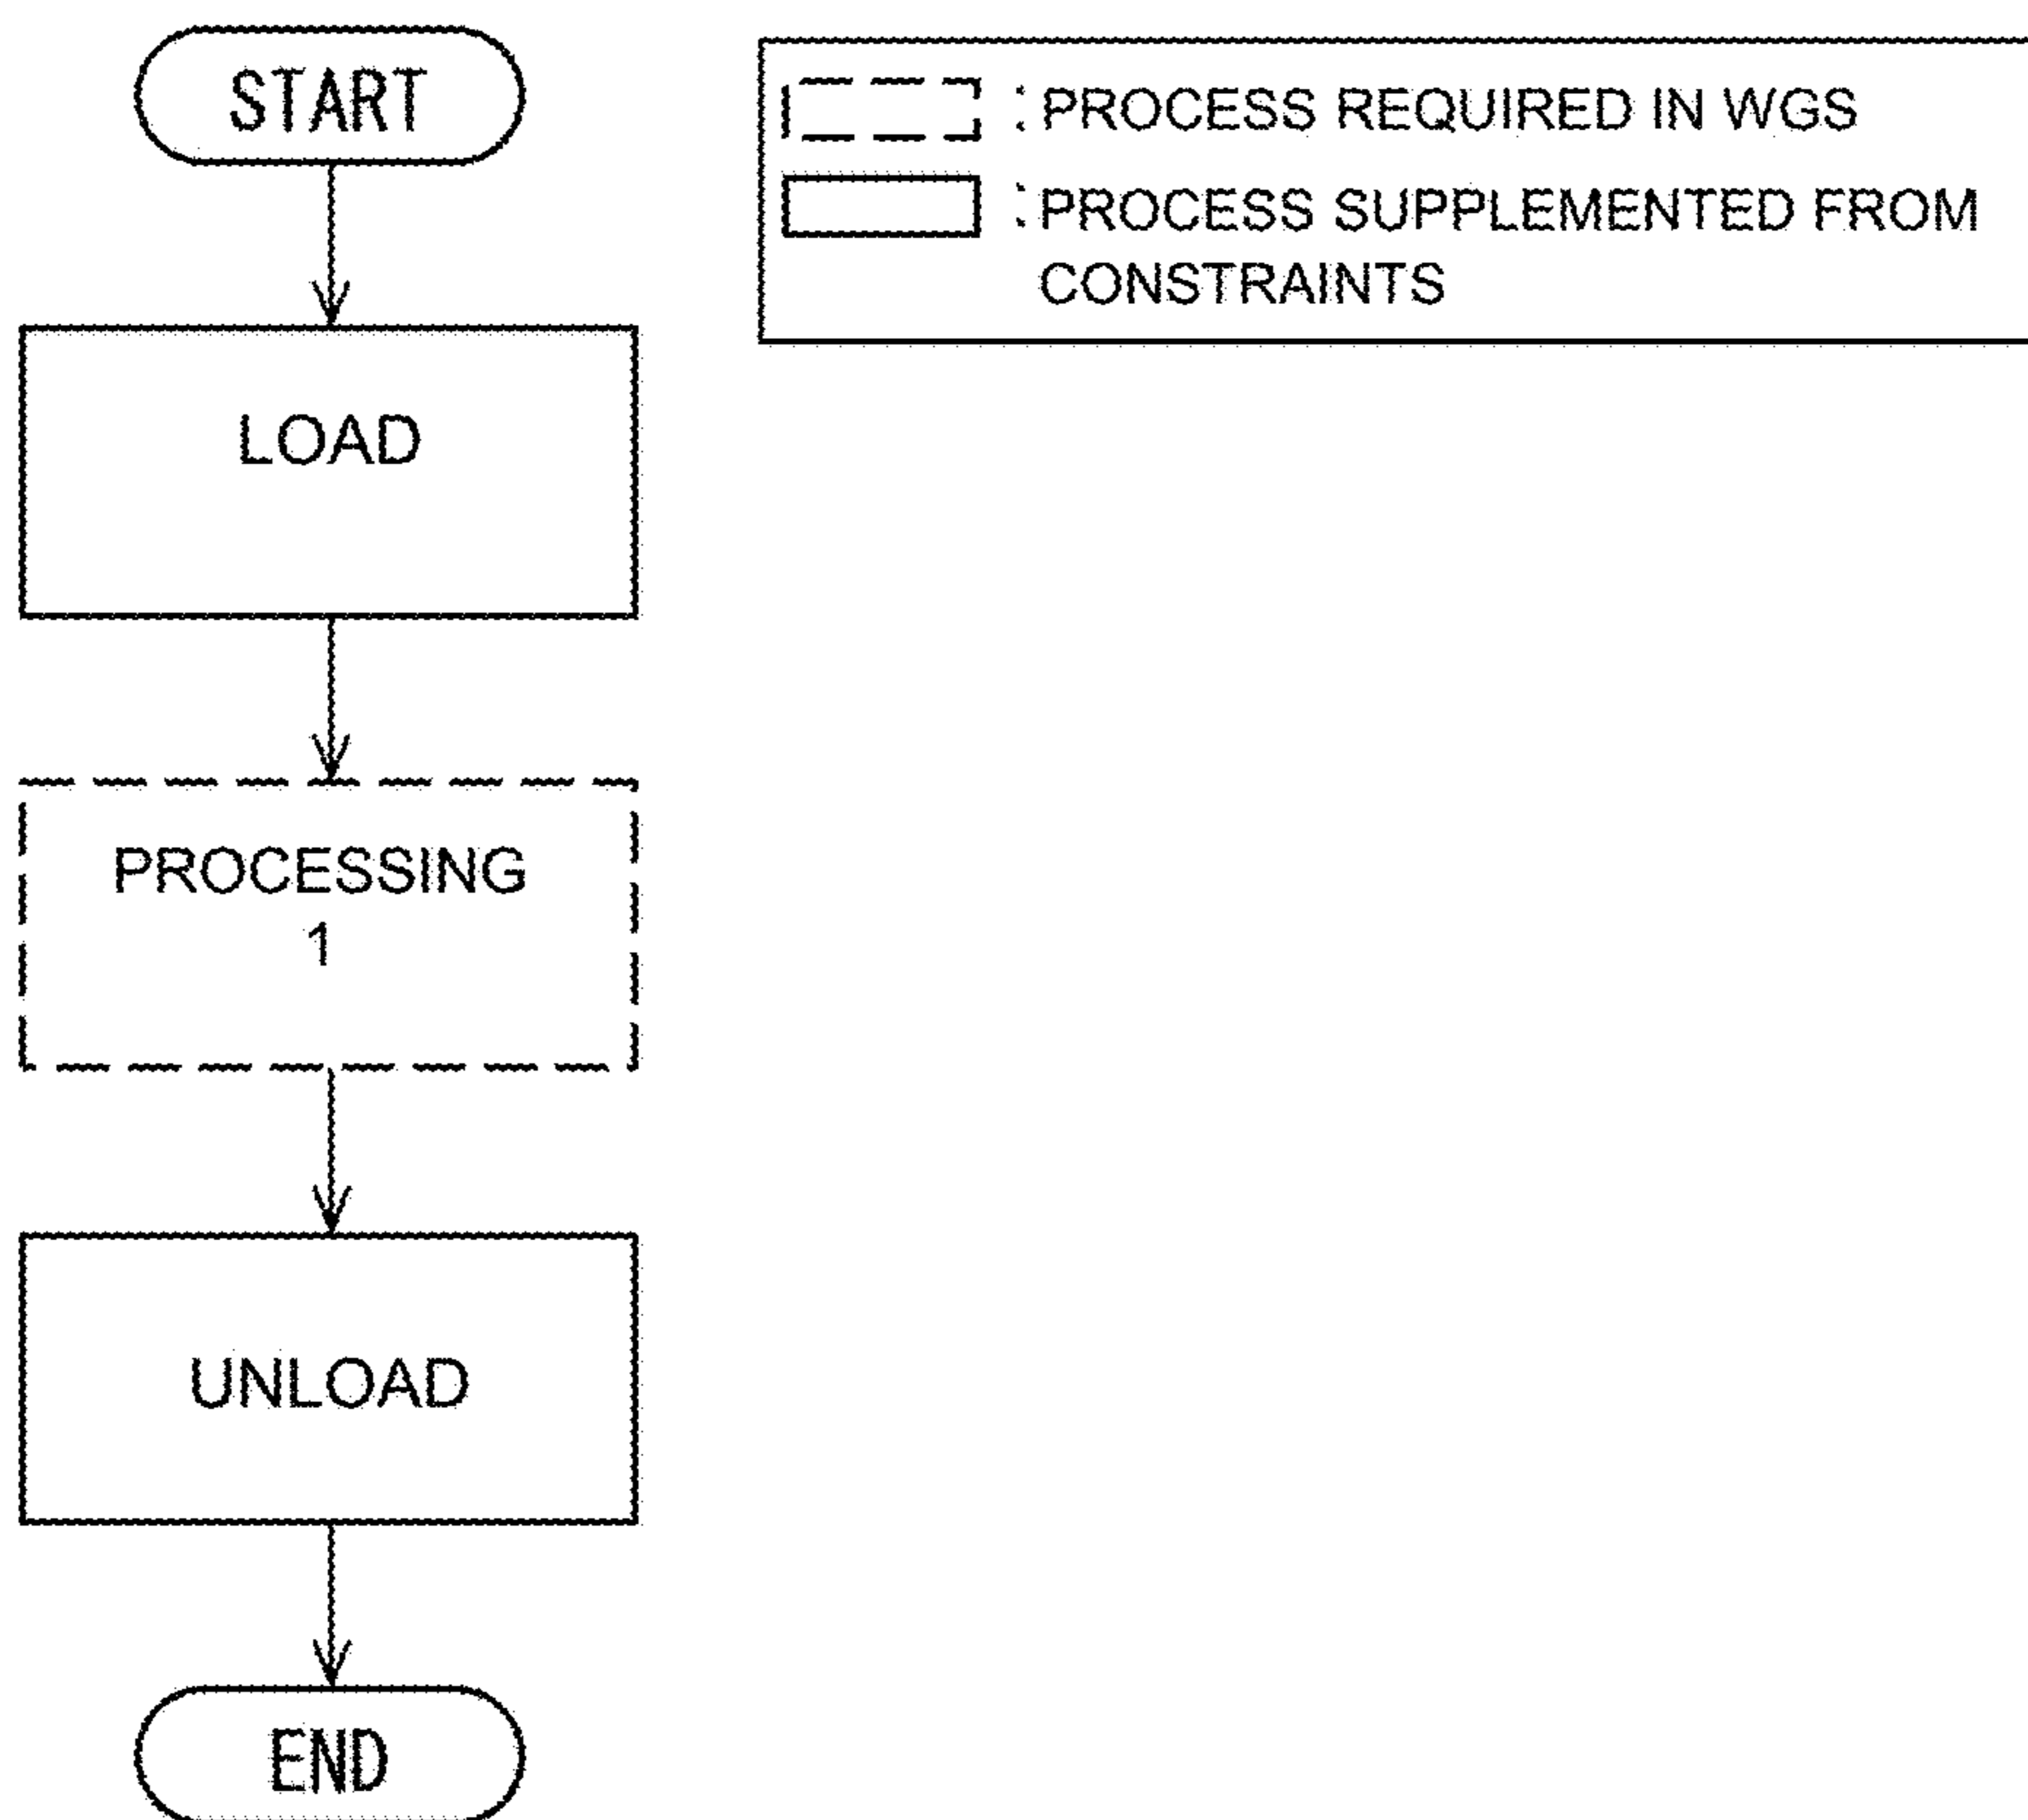 START
: PROCESS REQUIRED IN WGS
: PROCESS SUPPLEMENTED FROM
CONSTRAINTS
LOAD
PROCESSING
1
UNLOAD
END